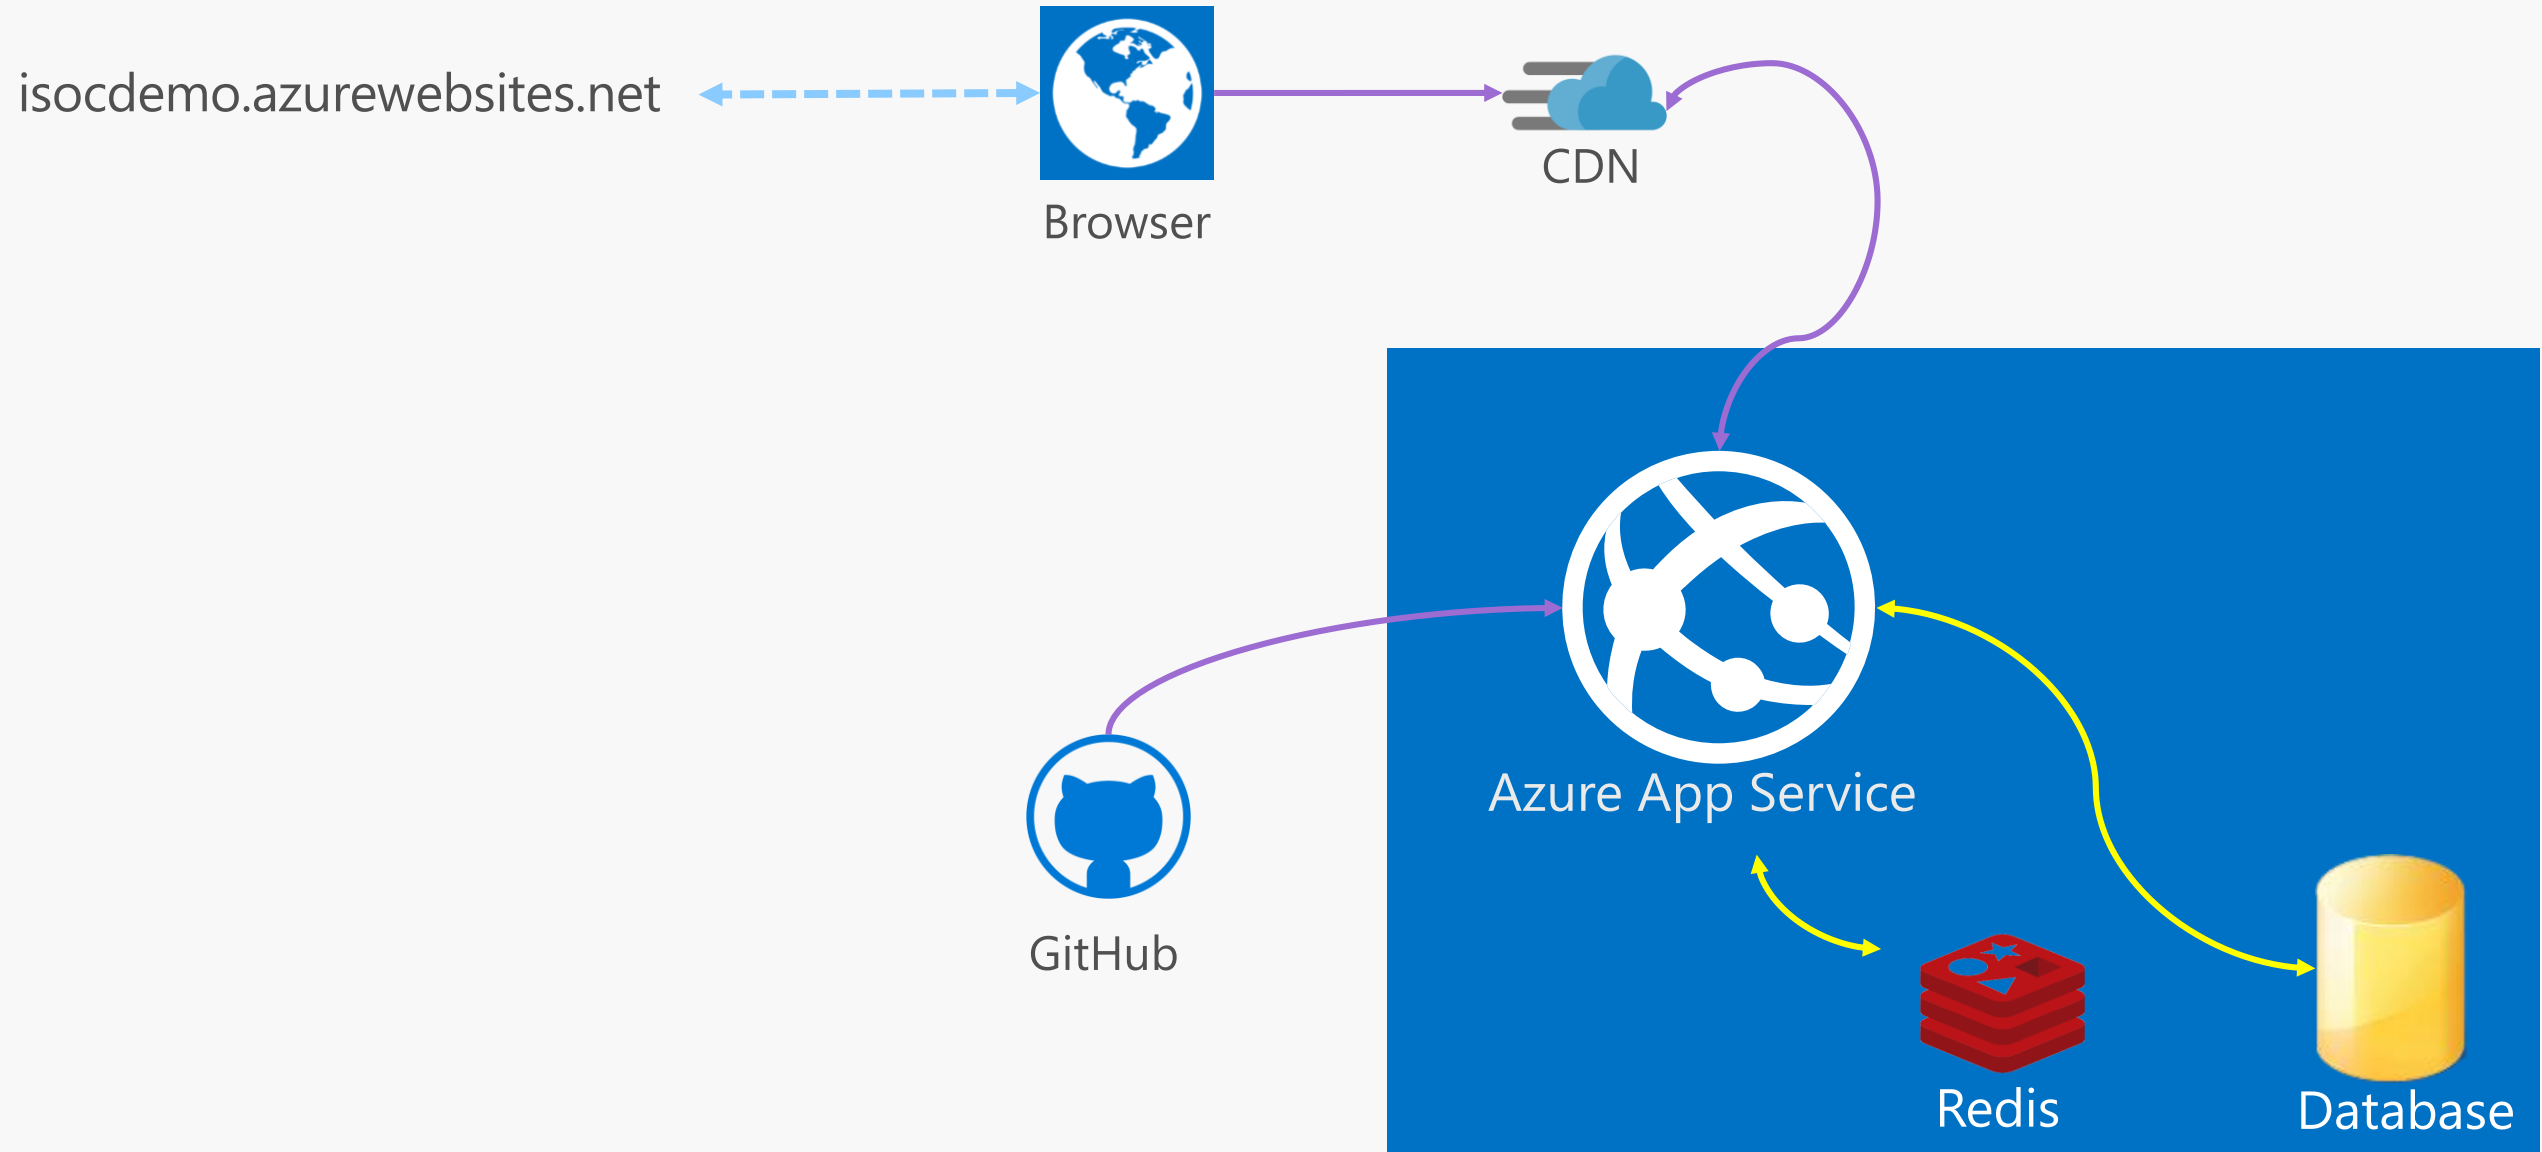 isocdemo.azurewebsites.net
CDN
Browser
Azure App Service
GitHub
Redis
Database